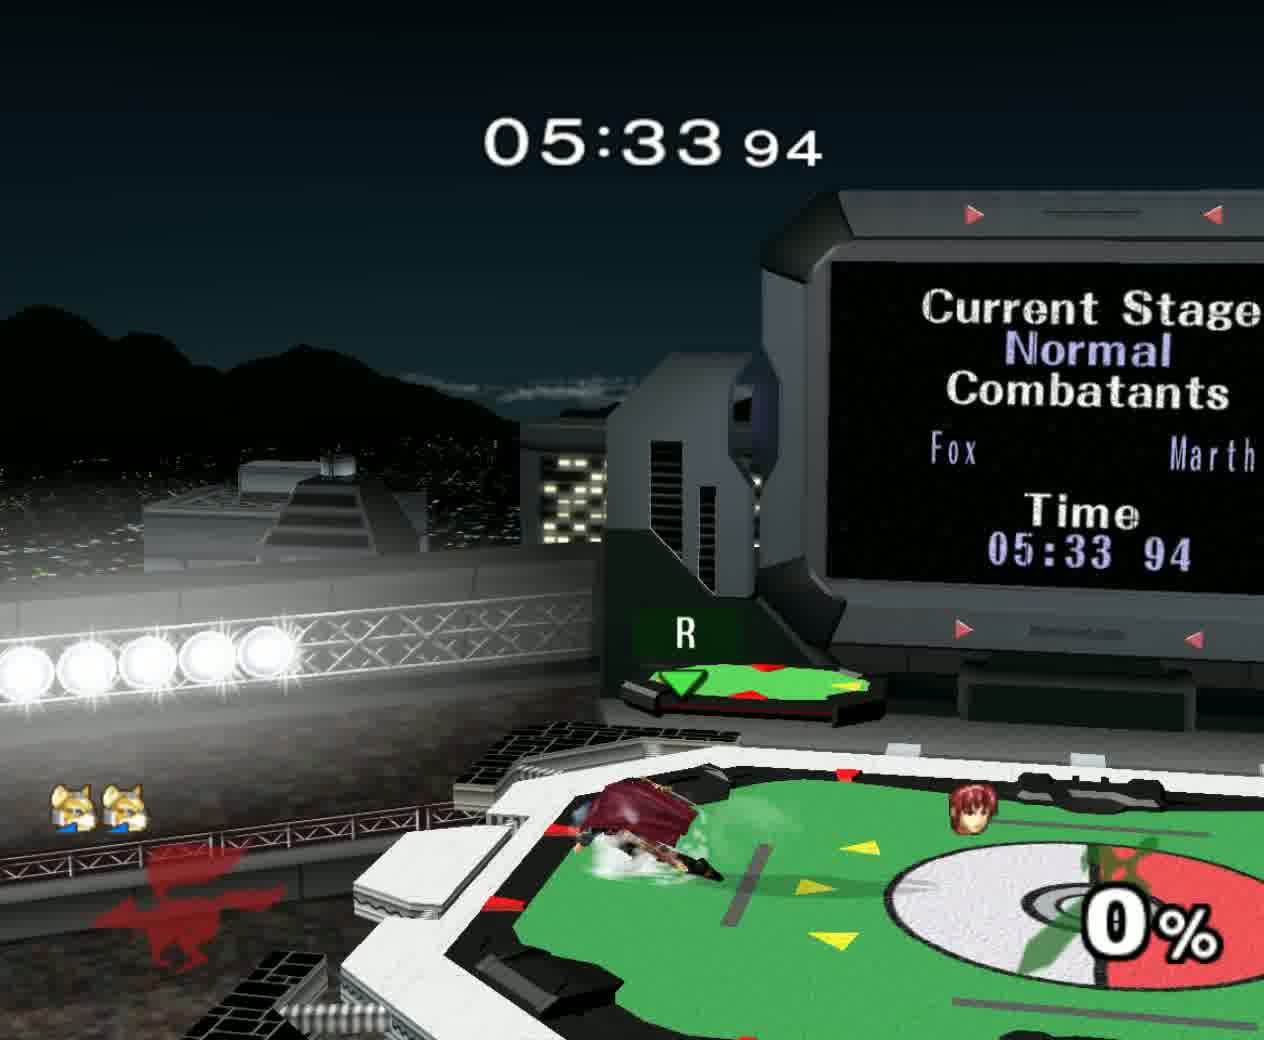 05:33 94
Current Stage
Normal
Combatants
Fox Marth
Time
05:33 94
R
0%